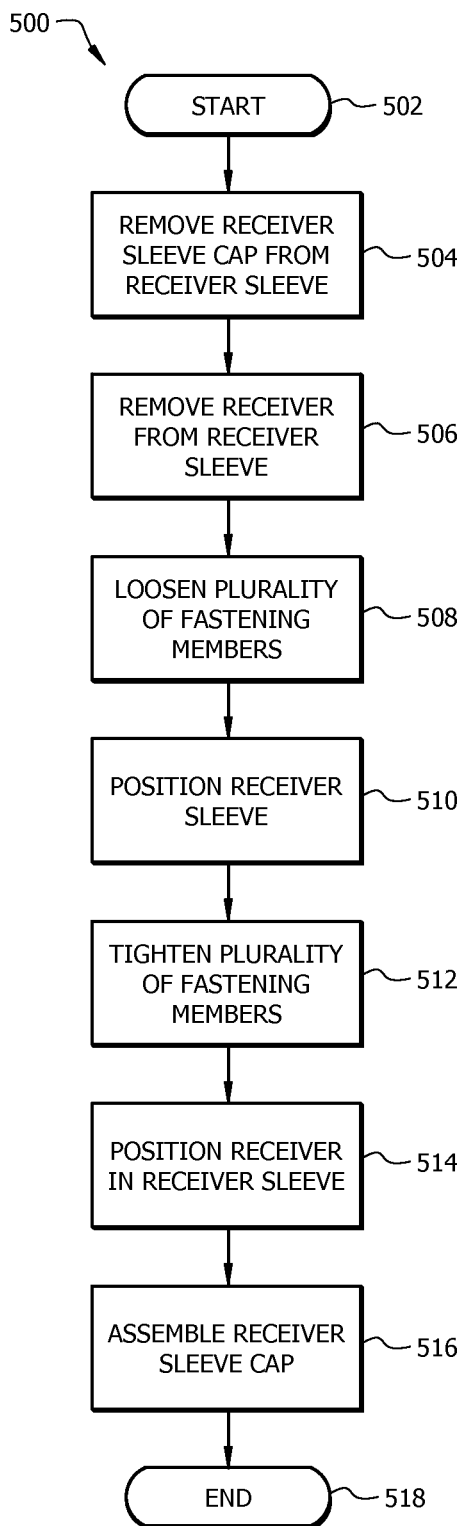 500
START
502
REMOVE RECEIVER
SLEEVE CAP FROM
RECEIVER SLEEVE
504
REMOVE RECEIVER
FROM RECEIVER
SLEEVE
506
LOOSEN PLURALITY
OF FASTENING
MEMBERS
508
POSITION RECEIVER
SLEEVE
510
TIGHTEN PLURALITY
OF FASTENING
MEMBERS
512
POSITION RECEIVER
IN RECEIVER SLEEVE
514
ASSEMBLE RECEIVER
SLEEVE CAP
516
END
518